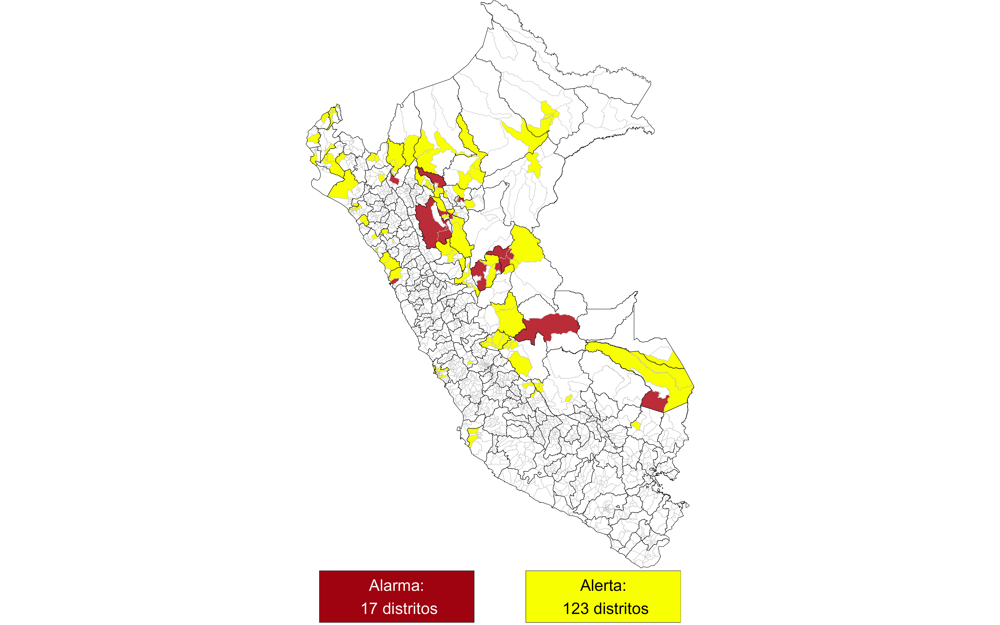 Alarma:
17 distritos
Alerta:
123 distritos